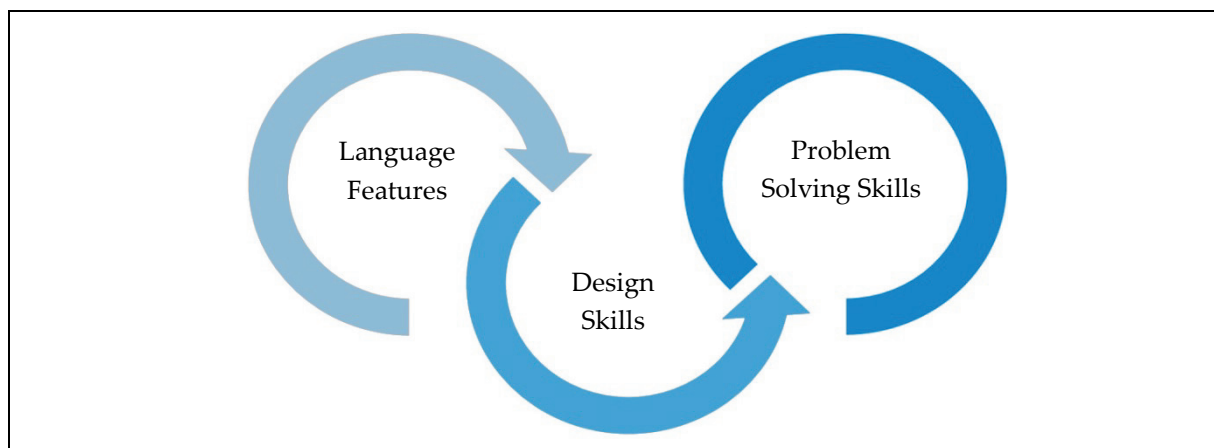 Language
Features
Design
Skills
Problem
Solving Skills